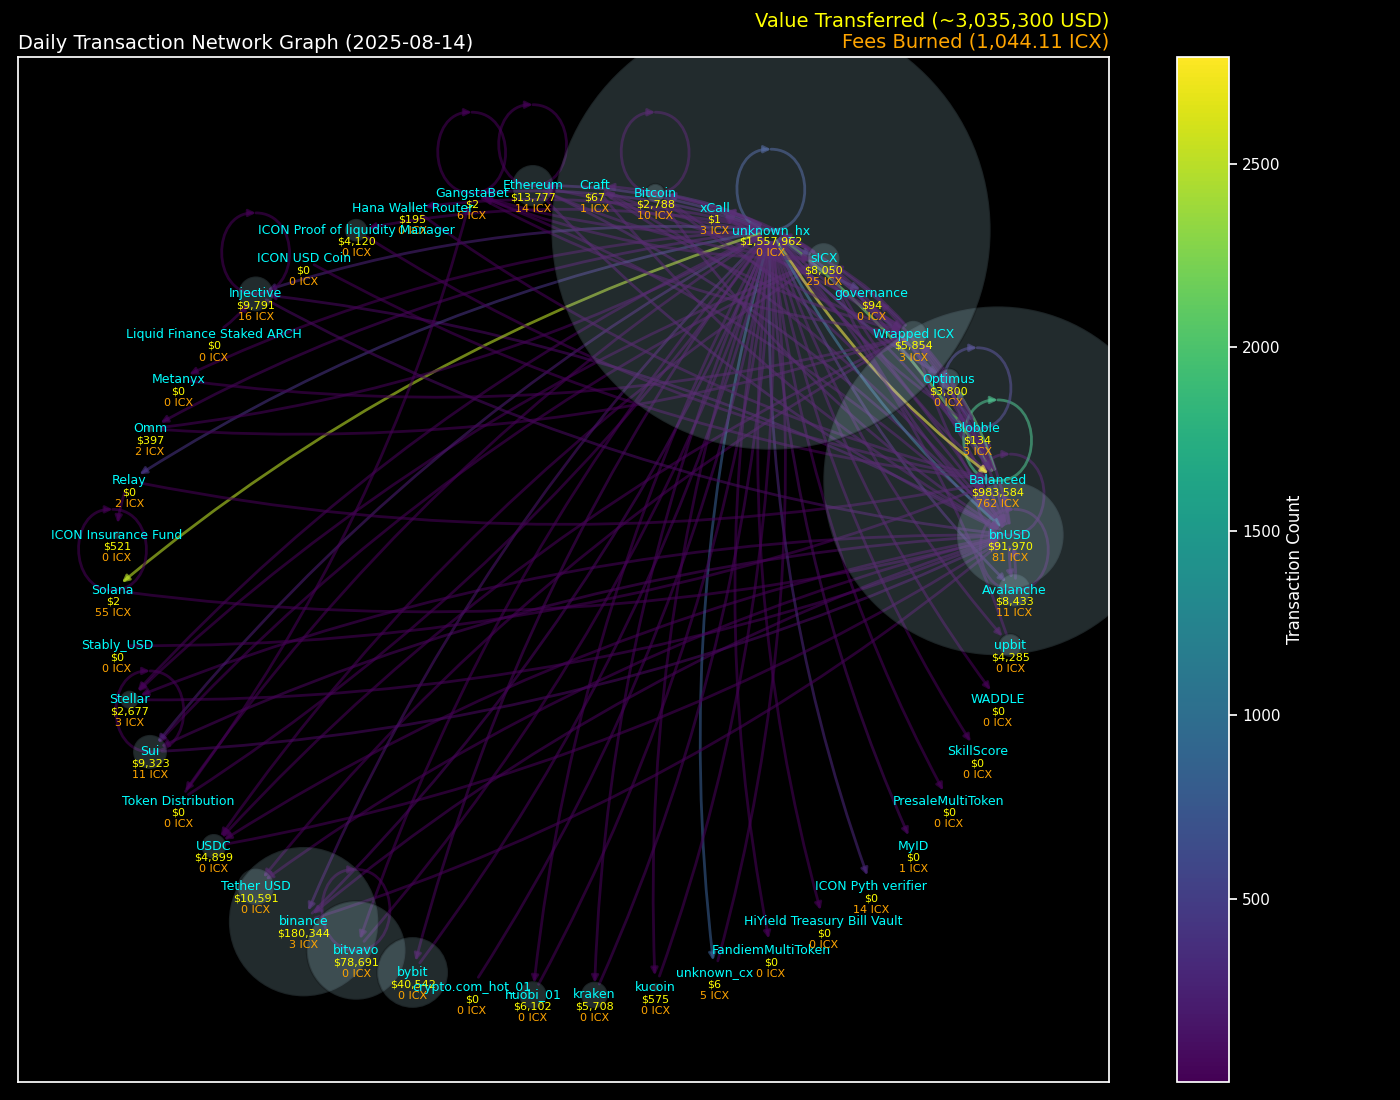 Value Transferred (~3,035,300 USD)
Daily Transaction Network Graph (2025-08-14)
Fees Burned (1,044.11 ICX)
GangstaBet
$2
6 ICX
Ethereum
$13,777
14 ICX
Craft
$67
1 ICX
Bitcoin
$2,788
10 ICX
xCall
$1
3 ICX
Hana Wallet Router
$195
0 ICX
ICON Proof of liquidity Manager
$4,120
0 ICX
unknown_hx
$1,557,962
0 ICX
ICON USD Coin
$0
0 ICX
sICX
$8,050
25 ICX
Injective
$9,791
16 ICX
governance
$94
0 ICX
Liquid Finance Staked ARCH
$0
0 ICX
Wrapped ICX
$5,854
3 ICX
Metanyx
$0
0 ICX
Optimus
$3,800
0 ICX
Omm
$397
2 ICX
Blobble
$134
3 ICX
Relay
$0
2 ICX
Balanced
$983,584
762 ICX
ICON Insurance Fund
$521
0 ICX
bnUSD
$91,970
81 ICX
Solana
$2
55 ICX
Avalanche
$8,433
11 ICX
Stably_USD
$0
0 ICX
upbit
$4,285
0 ICX
Stellar
$2,677
3 ICX
WADDLE
$0
0 ICX
Sui
$9,323
11 ICX
SkillScore
$0
0 ICX
Token Distribution
$0
0 ICX
PresaleMultiToken
$0
0 ICX
USDC
$4,899
0 ICX
MyID
$0
1 ICX
Tether USD
$10,591
0 ICX
ICON Pyth verifier
$0
14 ICX
binance
$180,344
3 ICX
HiYield Treasury Bill Vault
$0
0 ICX
bitvavo
$78,691
0 ICX
FandiemMultiToken
$0
0 ICX
bybit
$40,542
0 ICX
unknown_cx
$6
5 ICX
crypto.com_hot_01
$0
0 ICX
huobi_01
$6,102
0 ICX
kraken
$5,708
0 ICX
kucoin
$575
0 ICX
2500
2000
1500
1000
500
Transaction Count